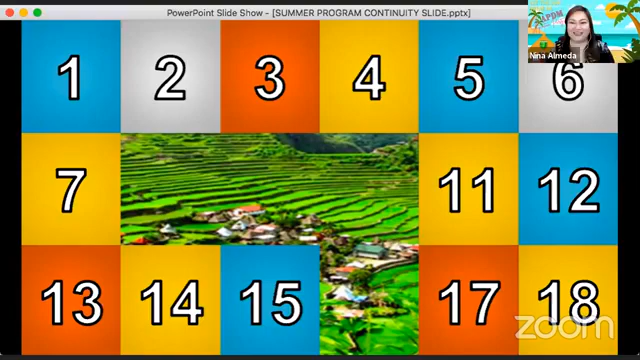 PowerPoint Slide Show - [SUMMER PROGRAM CONTINUITY SLIDE.pptx]
Nina Almeda
1 2 3 4 5 6
7 11 12
13 14 15 17 18
zoom